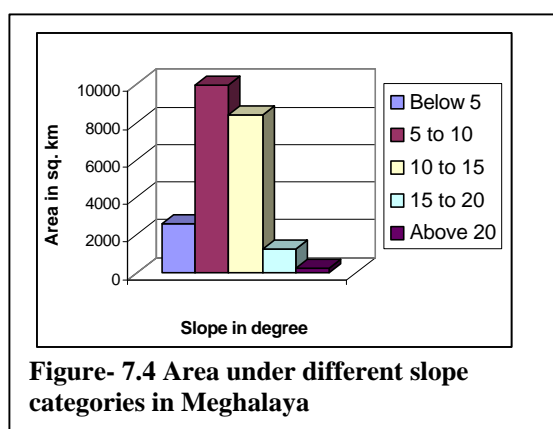 10000
8000
6000
4000
2000
0
Area in sq. km
Slope in degree
Below 5
5 to 10
10 to 15
15 to 20
Above 20
Figure- 7.4 Area under different slope
categories in Meghalaya